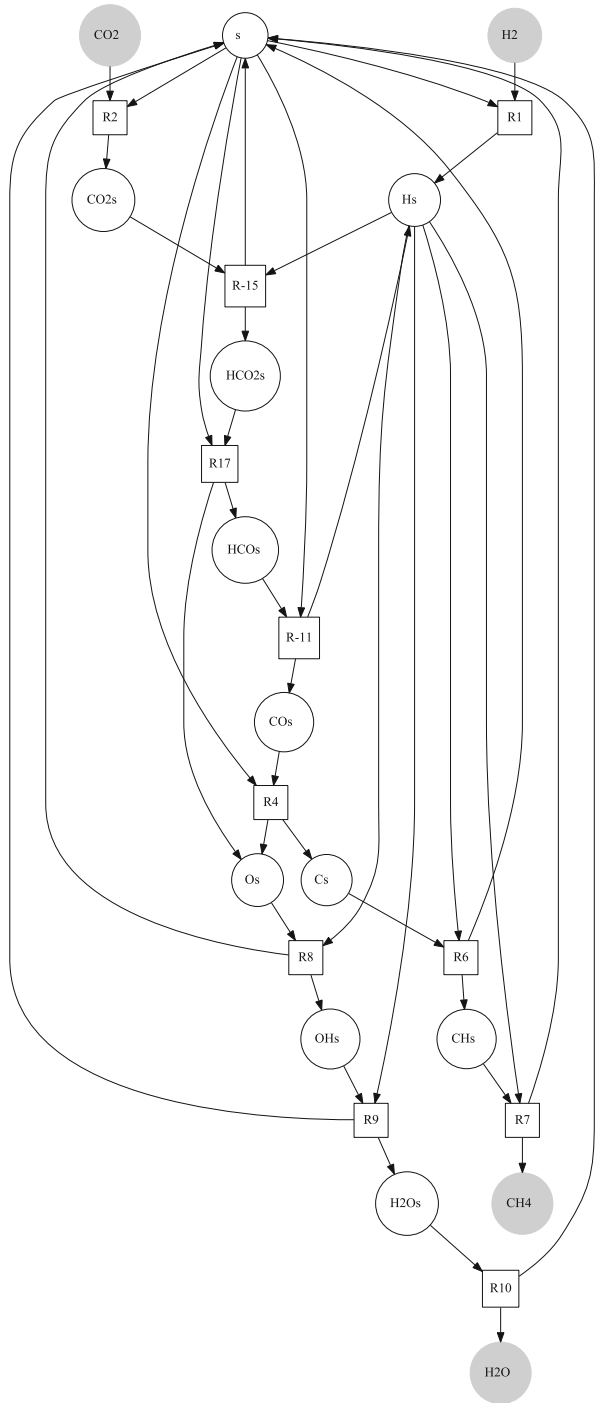 CO2
s
H2
R2
R1
CO2s
Hs
R-15
HCO2s
R17
HCOs
R-11
COs
R4
Os
Cs
R8
R6
OHs
CHs
R9
R7
H2Os
CH4
R10
H2O